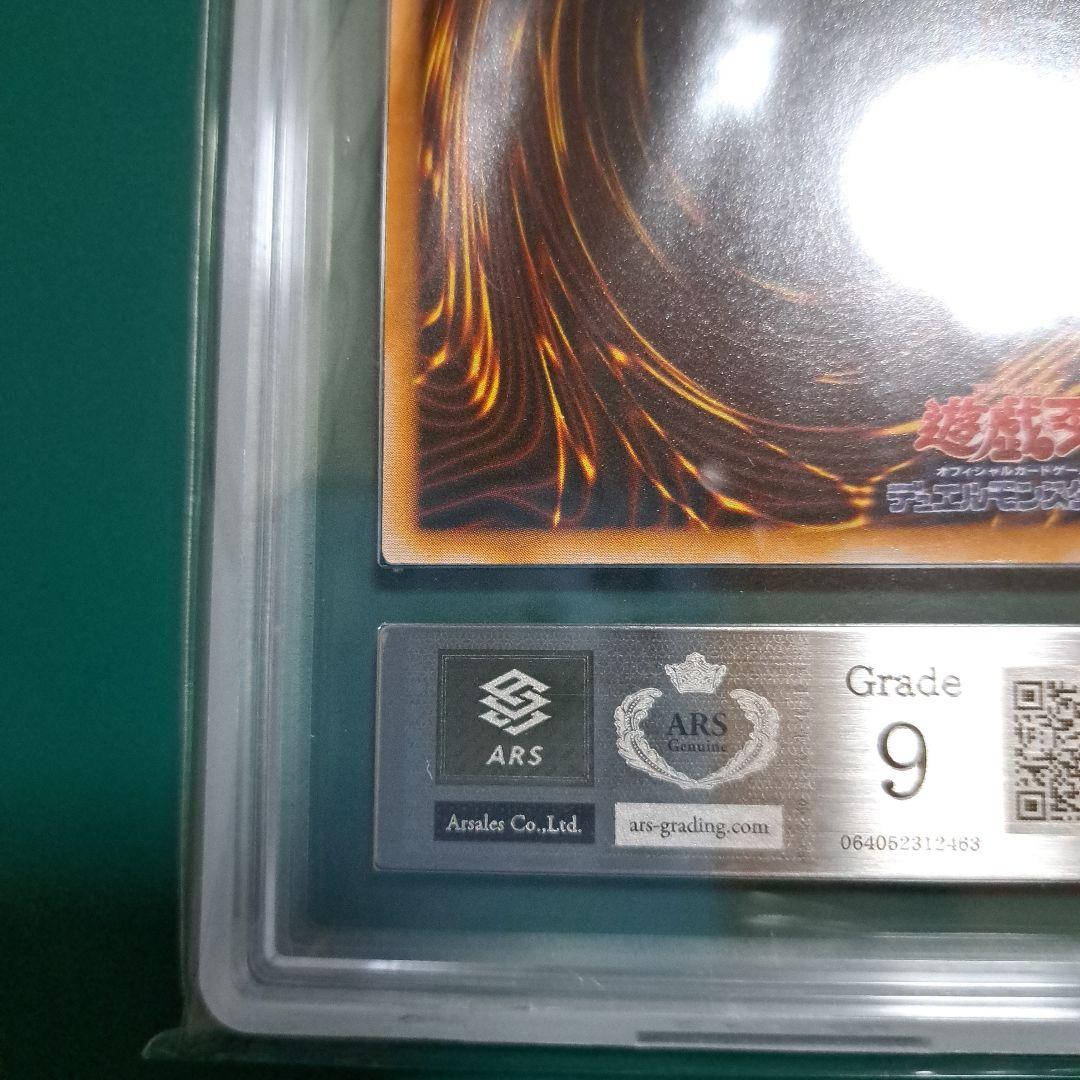 遊戯王
オフィシャルカードゲー
デュエルモンスタ
ARS
ARS
Genuine
Grade
9
Arsales Co.,Ltd.
ars-grading.com
064052312463